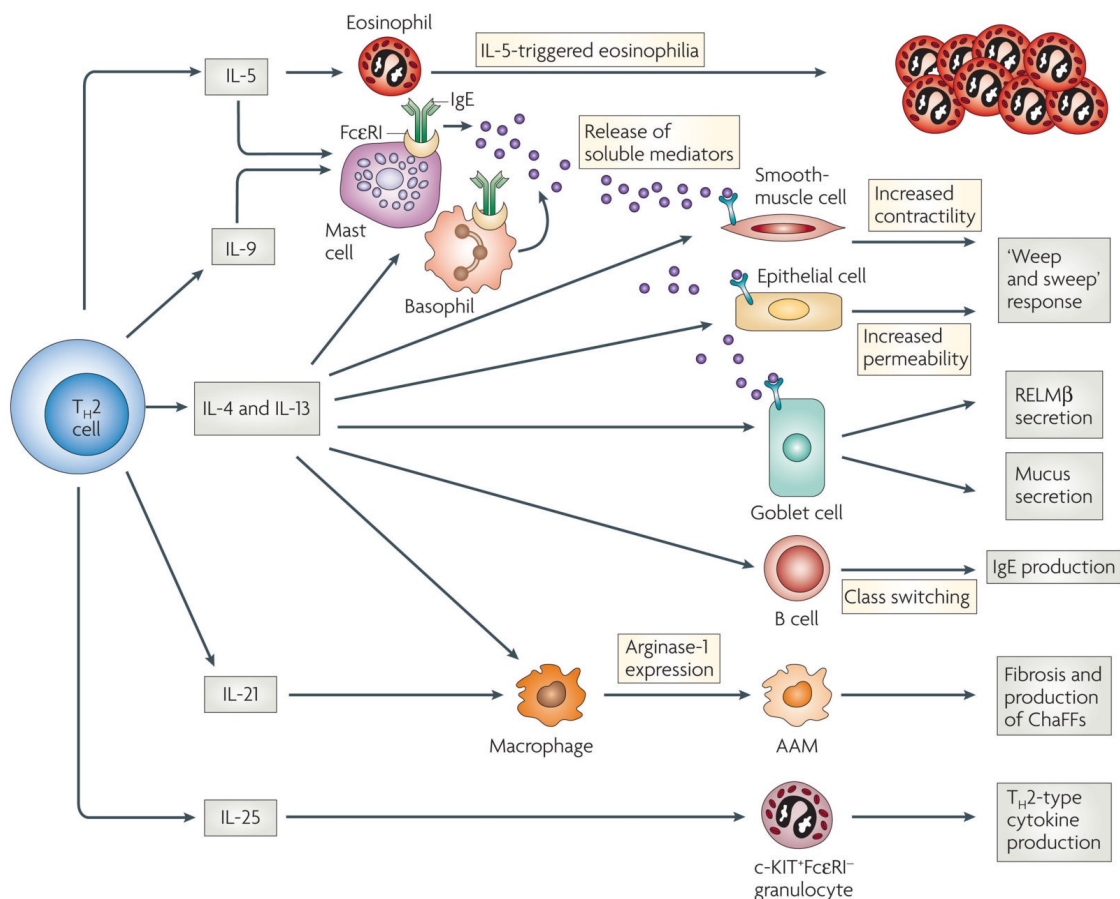 Eosinophil
IL-5-triggered eosinophilia
IL-5
IgE
FcεRI
Release of
soluble mediators
Smooth-
muscle cell
Increased
contractility
Mast
cell
IL-9
Basophil
Epithelial cell
'Weep
and sweep'
response
Increased
permeability
TH2
cell
IL-4 and IL-13
RELMβ
secretion
Mucus
secretion
Goblet cell
IgE production
Class switching
B cell
Arginase-1
expression
IL-21
Fibrosis and
production
of ChaFFs
Macrophage
AAM
IL-25
TH2-type
cytokine
production
c-KIT⁺FcεRI⁻
granulocyte